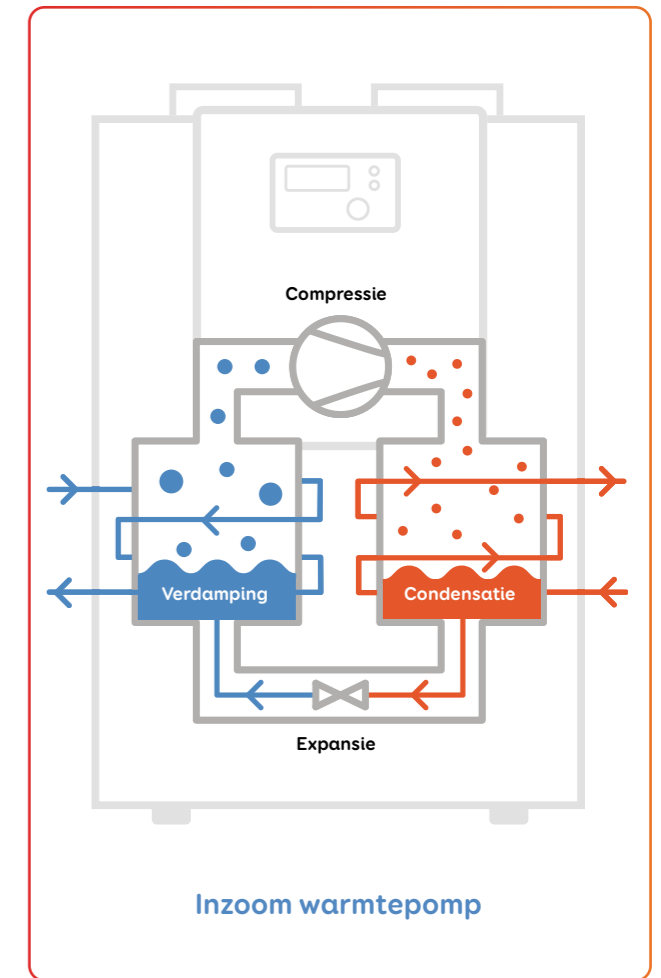 Compressie
Verdamping
Condensatie
Expansie
Inzoom warmtepomp